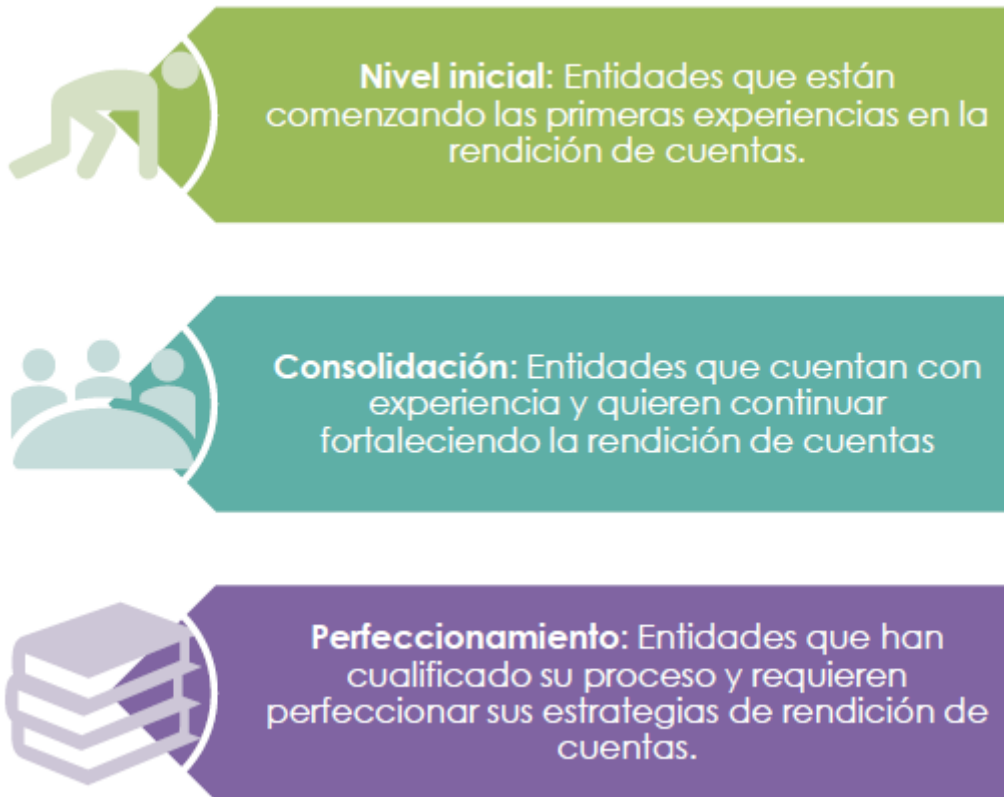 Nivel inicial: Entidades que están
comenzando las primeras experiencias en la
rendición de cuentas.
Consolidación: Entidades que cuentan con
experiencia y quieren continuar
fortaleciendo la rendición de cuentas
Perfeccionamiento: Entidades que han
cualificado su proceso y requieren
perfeccionar sus estrategias de rendición de
cuentas.